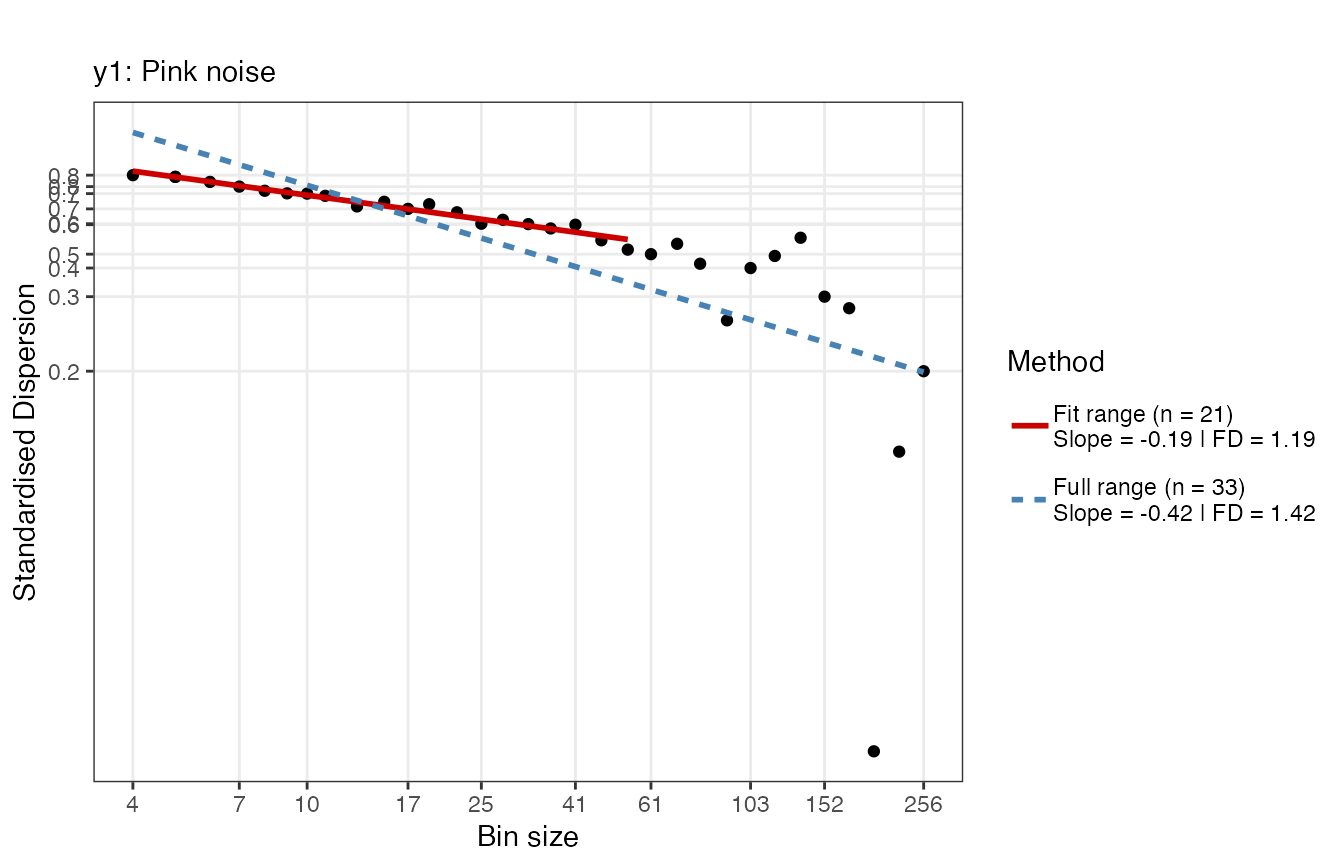 y1: Pink noise
Standardised Dispersion
0.8
0.7
0.6
0.5
0.4
0.3
0.2
4
7
10
17
25
41
61
103
152
256
Bin size
Method
Fit range (n = 21)
Slope = -0.19 | FD = 1.19
Full range (n = 33)
Slope = -0.42 | FD = 1.42